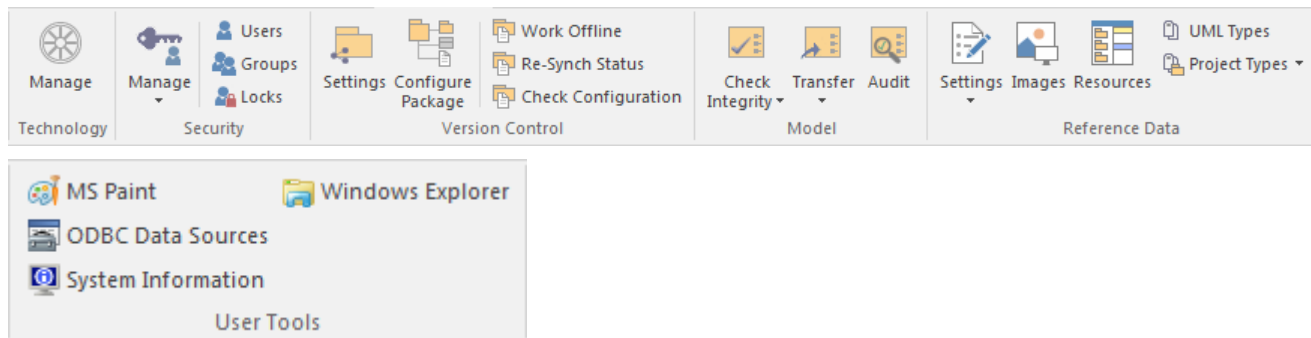 Manage
Technology
Manage
Users
Groups
Locks
Security
Settings
Configure
Package
Work Offline
Re-Synch Status
Check Configuration
Version Control
Check
Integrity
Transfer
Audit
Model
Settings
Images
Resources
UML Types
Project Types
Reference Data
MS Paint
Windows Explorer
ODBC Data Sources
System Information
User Tools